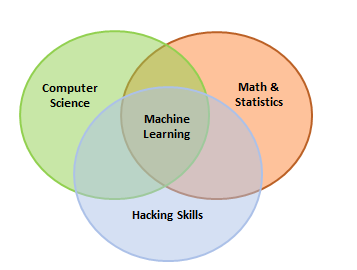 Computer
Science
Math &
Statistics
Machine
Learning
Hacking Skills